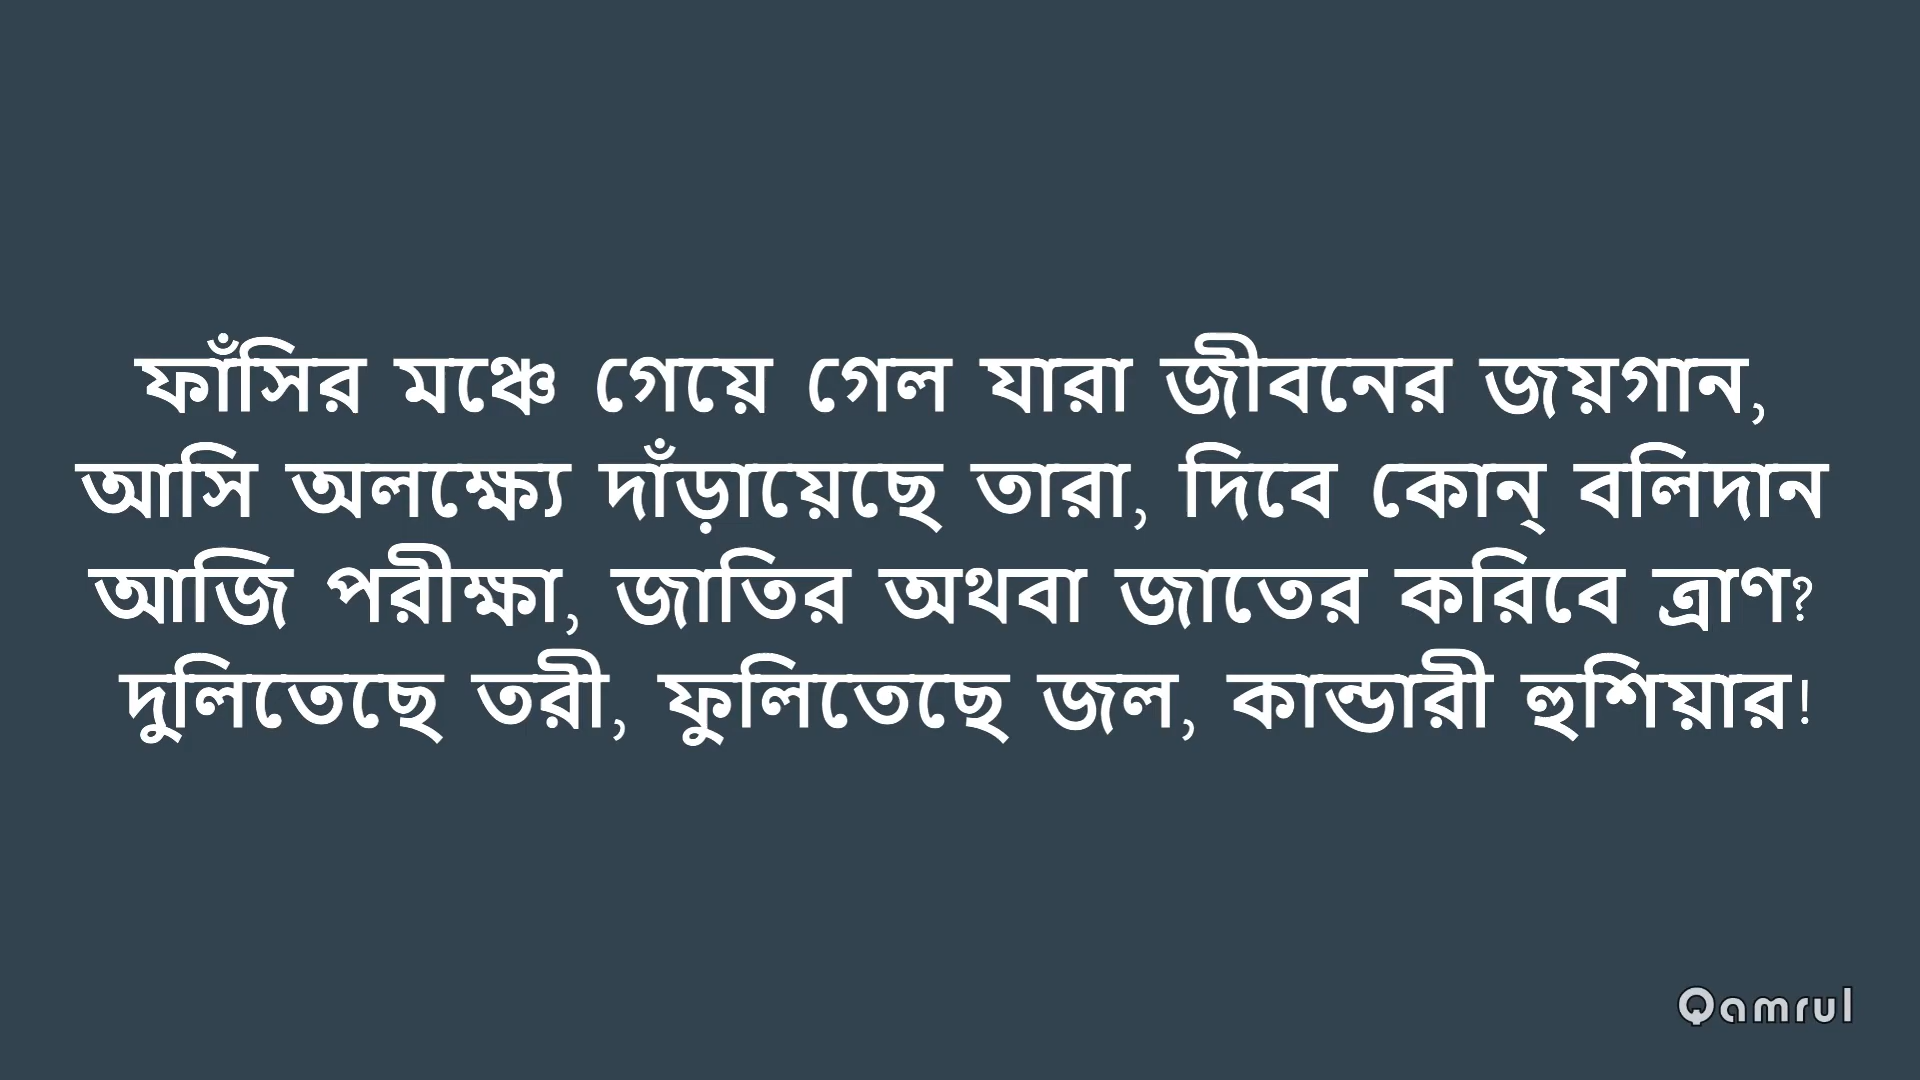 ফাঁসির মঞ্চে গেয়ে গেল যারা জীবনের জয়গান,
আসি অলক্ষ্যে দাঁড়ায়েছে তারা, দিবে কোন্ বলিদান
আজি পরীক্ষা, জাতির অথবা জাতের করিবে ত্রাণ?
দুলিতেছে তরী, ফুলিতেছে জল, কান্ডারী হুশিয়ার!
Qamrul